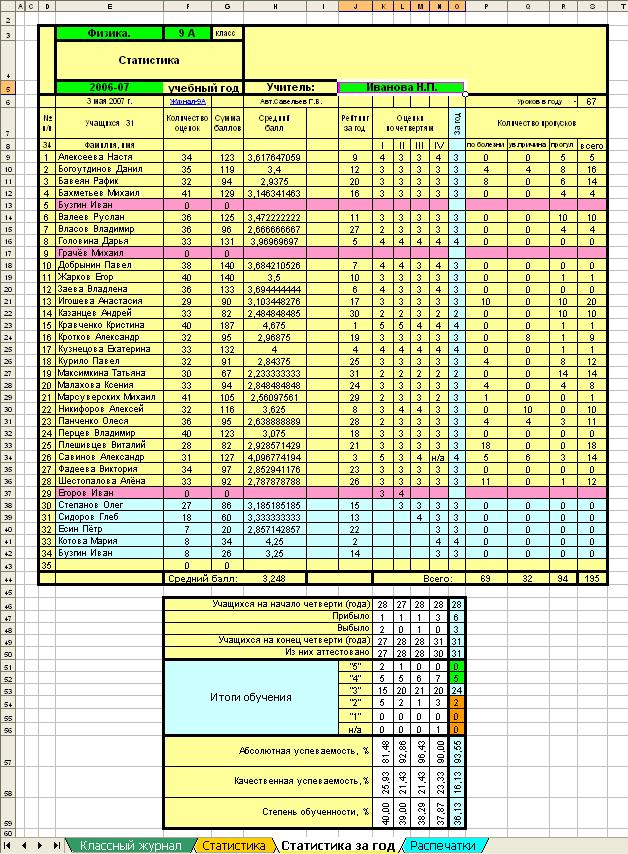 A B C D E F G H I J K L M N O P Q R S T
Физика. 9 А класс
Статистика
2006-07 учебный год Учитель: Иванова Н.П.
3 мая 2007 г. Журнал-9А Авт.Савельев Г.В. Уроков в году - 67
№ п/п Учащихся - 31 Количество оценок Сумма баллов Средний балл Рейтинг за год Оценки по четвертям За год Количество пропусков
34 Фамилия, имя I II III IV по болезни ув.причина прогул всего
1 Алексеева Настя 34 123 3,617647059 9 4 3 3 4 3 0 0 5 5
2 Богоутдинов Данил 35 119 3,4 12 3 3 3 3 3 4 4 8 16
3 Бавеян Рафик 32 94 2,9375 20 3 3 3 3 3 8 0 6 14
4 Бахметьев Михаил 41 129 3,146341463 16 3 3 3 3 3 0 0 4 4
5 Бузгин Иван 0 0
6 Валеев Руслан 36 125 3,472222222 11 3 3 3 3 3 0 0 10 10
7 Власов Владимир 36 96 2,666666667 27 2 3 3 3 3 0 0 4 4
8 Головина Дарья 33 131 3,96969697 5 4 4 4 4 4 0 0 0 0
9 Грачёв Михаил 0 0
10 Добрынин Павел 38 140 3,684210526 7 4 4 3 4 3 0 0 0 0
11 Жарков Егор 40 140 3,5 10 3 3 3 3 3 0 0 1 1
12 Заева Владлена 36 133 3,694444444 6 4 3 3 4 3 0 0 0 0
13 Игошева Анастасия 29 90 3,103448276 17 3 3 3 3 3 10 0 10 20
14 Казанцев Андрей 33 82 2,484848485 30 2 2 3 2 2 0 0 10 10
15 Кравченко Кристина 40 187 4,675 1 5 5 4 4 4 0 0 1 1
16 Кротков Александр 32 95 2,96875 19 3 3 3 3 3 0 8 1 9
17 Кузнецова Екатерина 33 132 4 4 4 4 4 4 4 0 0 1 1
18 Курило Павел 32 91 2,84375 25 3 3 3 3 3 4 0 8 12
19 Максимкина Татьяна 30 67 2,233333333 31 2 2 2 2 2 0 0 14 14
20 Малахова Ксения 33 94 2,848484848 24 3 3 3 3 3 4 0 4 8
21 Марсуверских Михаил 41 105 2,56097561 29 2 3 2 3 3 0 0 2 2
22 Никифоров Алексей 32 116 3,625 8 3 4 4 3 3 0 10 0 10
23 Панченко Олеся 36 95 2,638888889 28 2 3 3 3 3 4 4 3 11
24 Перцев Владимир 40 123 3,075 18 3 3 3 3 3 0 0 0 0
25 Плешивцев Виталий 28 82 2,928571429 21 3 3 3 3 3 18 0 0 18
26 Савинов Александр 31 127 4,096774194 3 5 3 4 н/а 4 5 6 3 14
27 Фадеева Виктория 34 97 2,852941176 23 3 3 3 3 3 0 0 0 0
28 Шестопалова Алёна 33 92 2,787878788 26 3 3 3 3 3 11 0 1 12
29 Егоров Иван 0 0 3 4
30 Степанов Олег 27 86 3,185185185 15 3 3 3 3 0 0 0 0
31 Сидоров Глеб 18 60 3,333333333 13 4 3 3 0 0 0 0
32 Есин Пётр 7 20 2,857142857 22 3 3 0 0 0 0
33 Котова Мария 8 34 4,25 2 4 4 0 0 0 0
34 Бузгин Иван 8 26 3,25 14 3 3 0 0 0 0
35 0 0
Средний балл: 3,248 Всего: 69 32 94 195
Учащихся на начало четверти (года) 28 27 28 28 28
Прибыло 1 1 1 3 6
Выбыло 2 0 1 0 3
Учащихся на конец четверти (года) 27 28 28 31 31
Из них аттестовано 27 28 28 30 31
Итоги обучения
"5" 2 1 0 0 0
"4" 5 5 6 7 5
"3" 15 20 21 20 24
"2" 5 2 1 3 2
"1" 0 0 0 0 0
н/а 0 0 0 1 0
Абсолютная успеваемость, % 81,48 92,86 96,43 90,00 93,55
Качественная успеваемость, % 25,93 21,43 21,43 23,33 16,13
Степень обученности, % 40,00 39,00 38,29 37,87 36,13
Классный журнал Статистика Статистика за год Распечатки